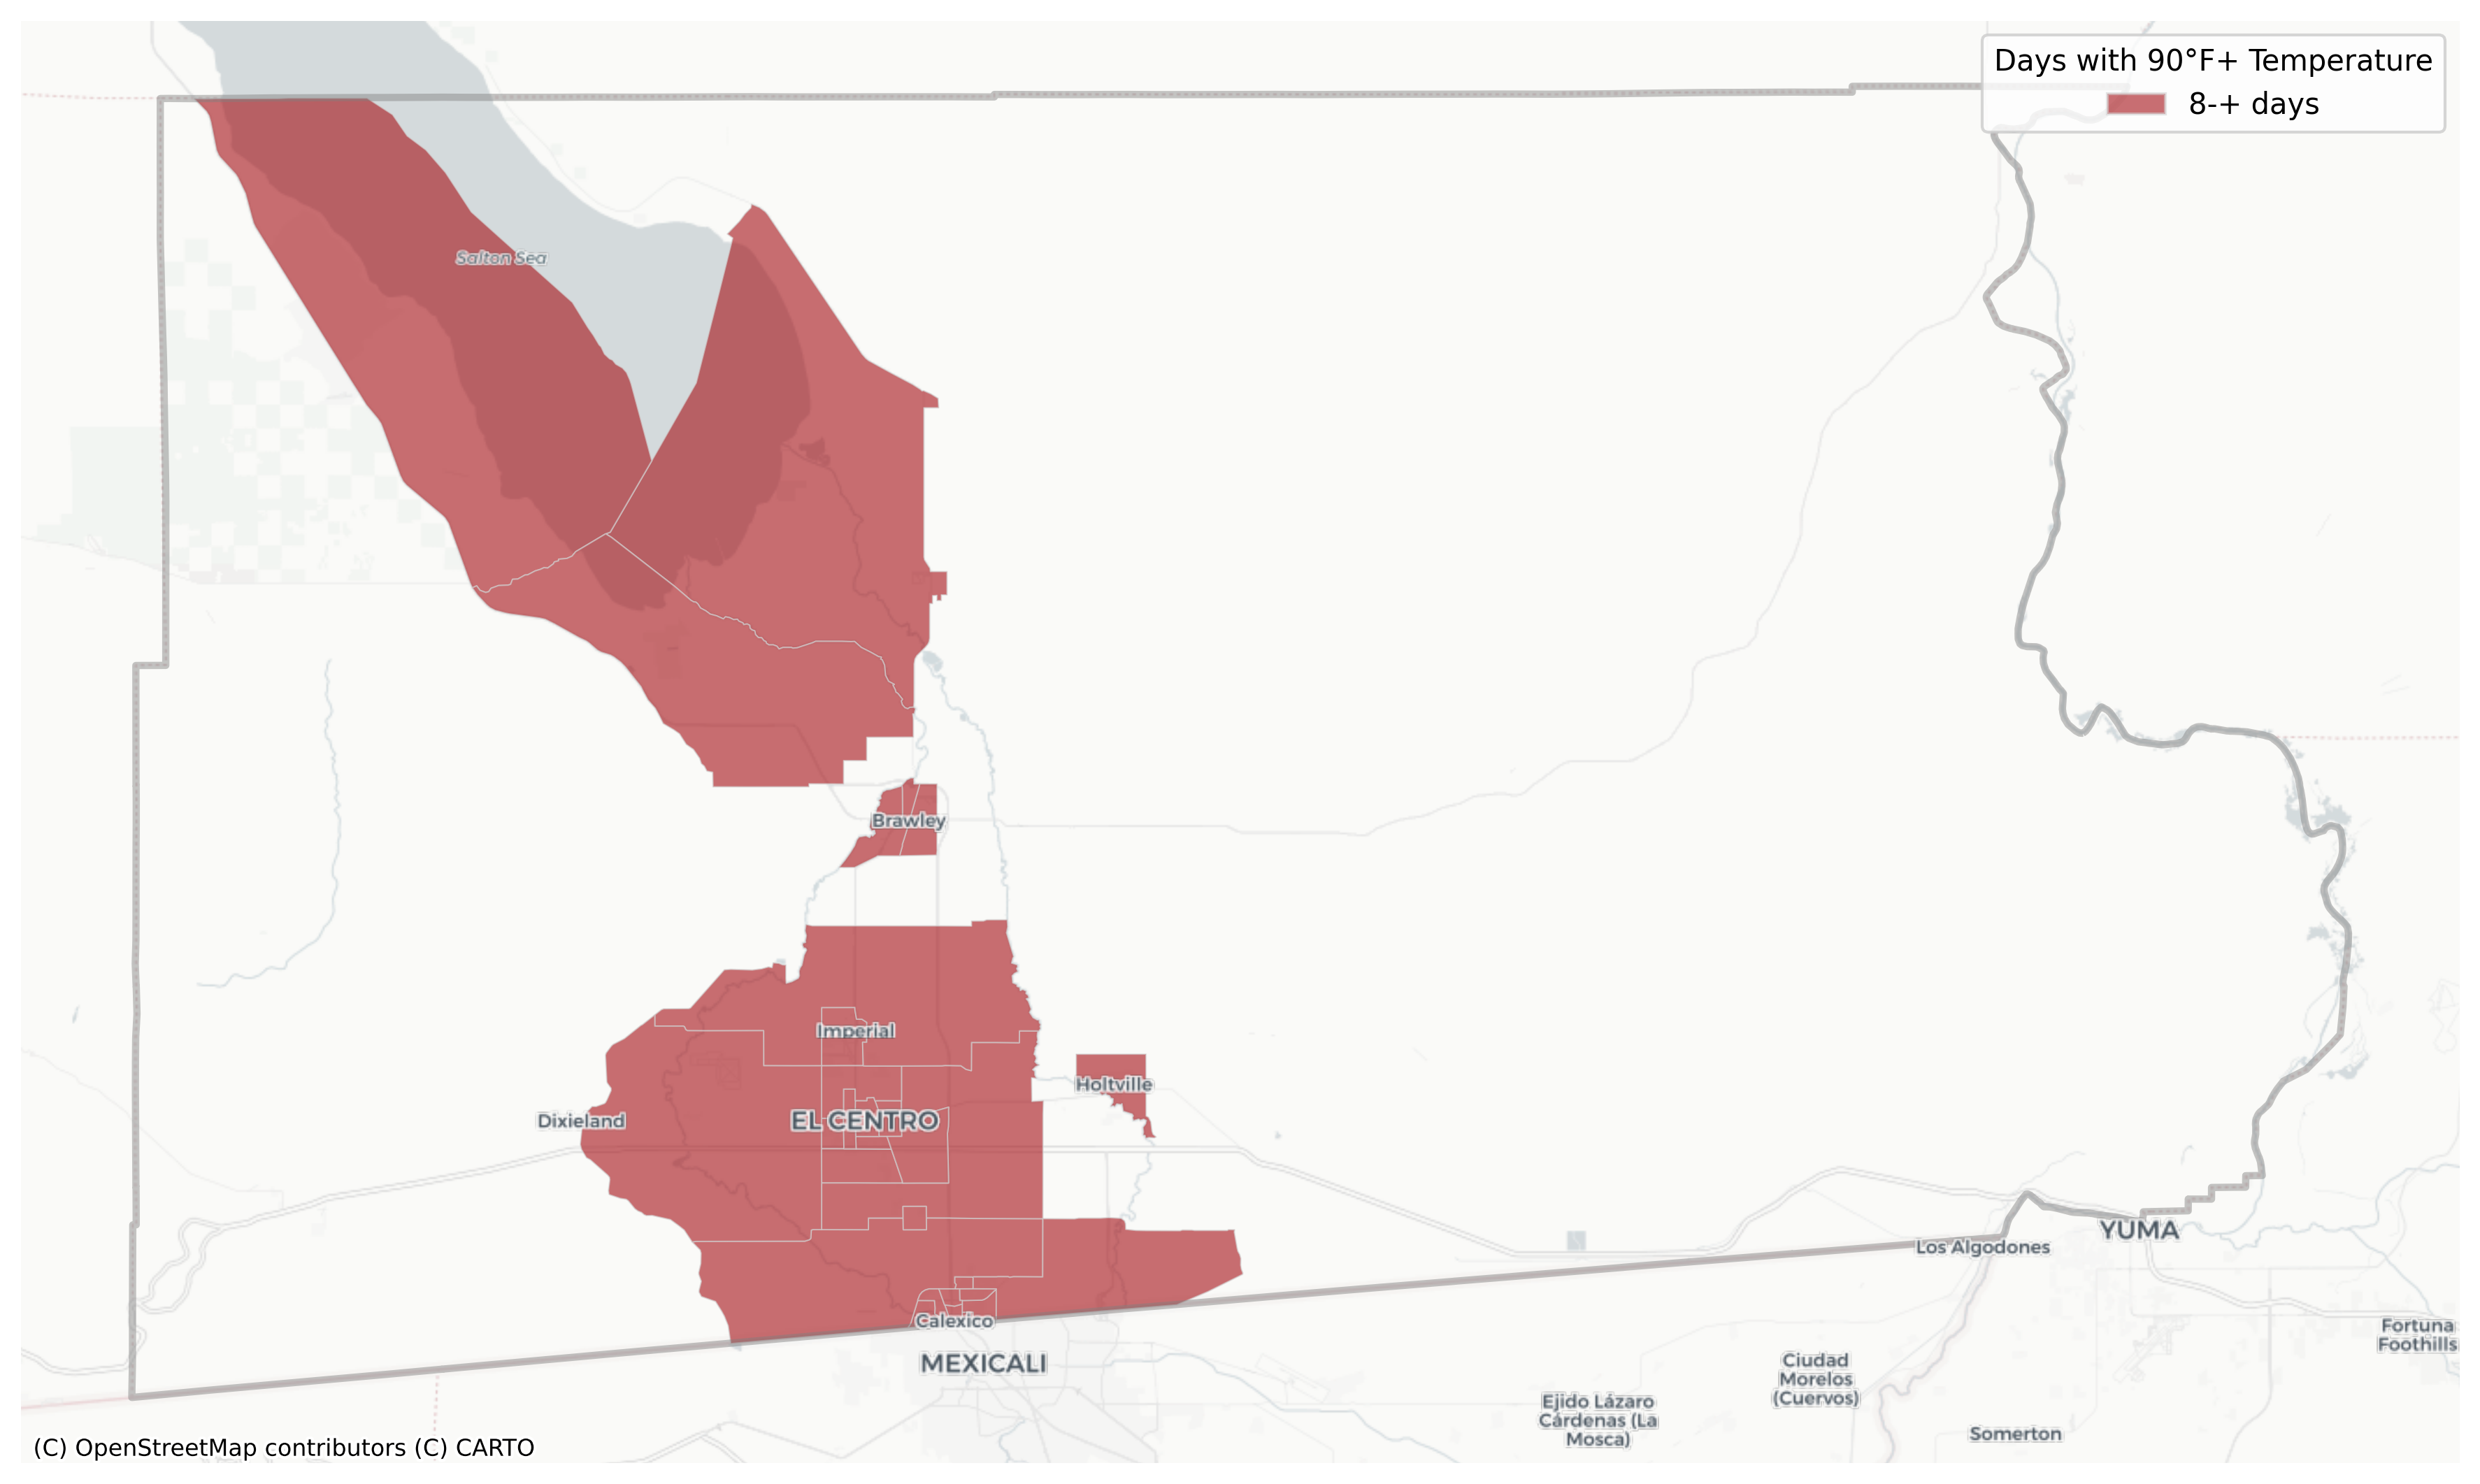 Days with 90°F+ Temperature
8-+ days
Salton Sea
Brawley
Imperial
Holtville
Dixieland
EL CENTRO
YUMA
Los Algodones
Calexico
MEXICALI
Fortuna
Foothills
Ciudad
Morelos
(Cuervos)
Ejido Lázaro
Cárdenas (La
Mosca)
Somerton
(C) OpenStreetMap contributors (C) CARTO